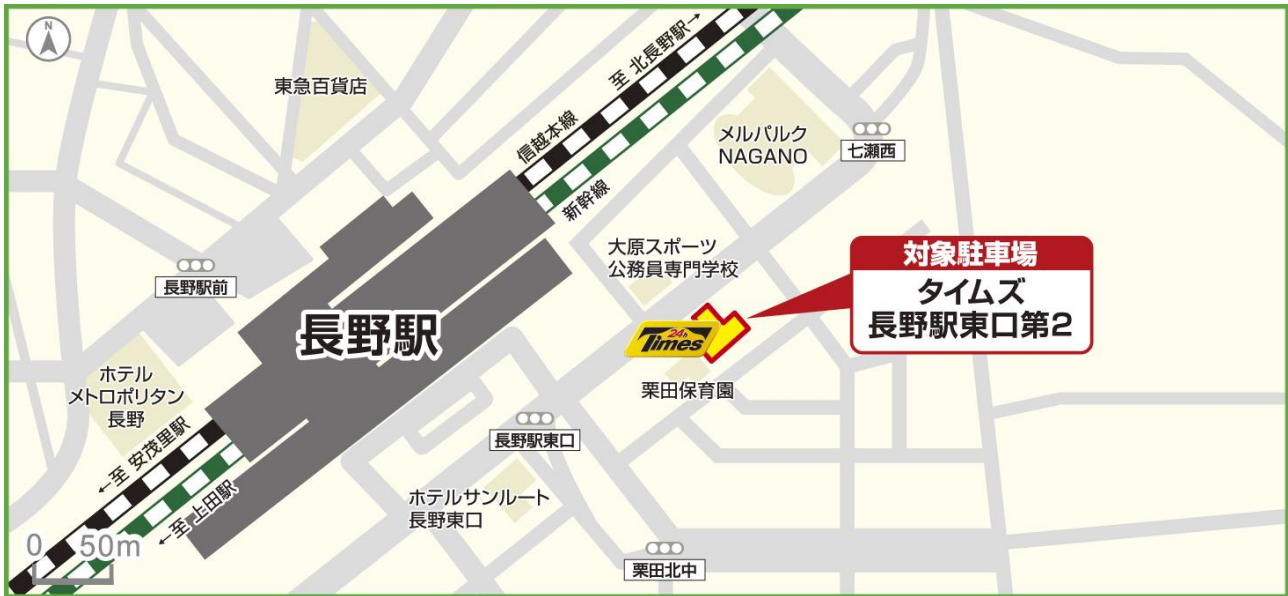 N
東急百貨店
至 北長野駅→
信越本線
新幹線
メルパルク
NAGANO
七瀬西
大原スポーツ
公務員専門学校
対象駐車場
タイムズ
長野駅東口第2
長野駅前
長野駅
24h
Times
栗田保育園
ホテル
メトロポリタン
長野
長野駅東口
←至 安茂里駅
←至 上田駅
ホテルサンルート
長野東口
栗田北中
0 50m